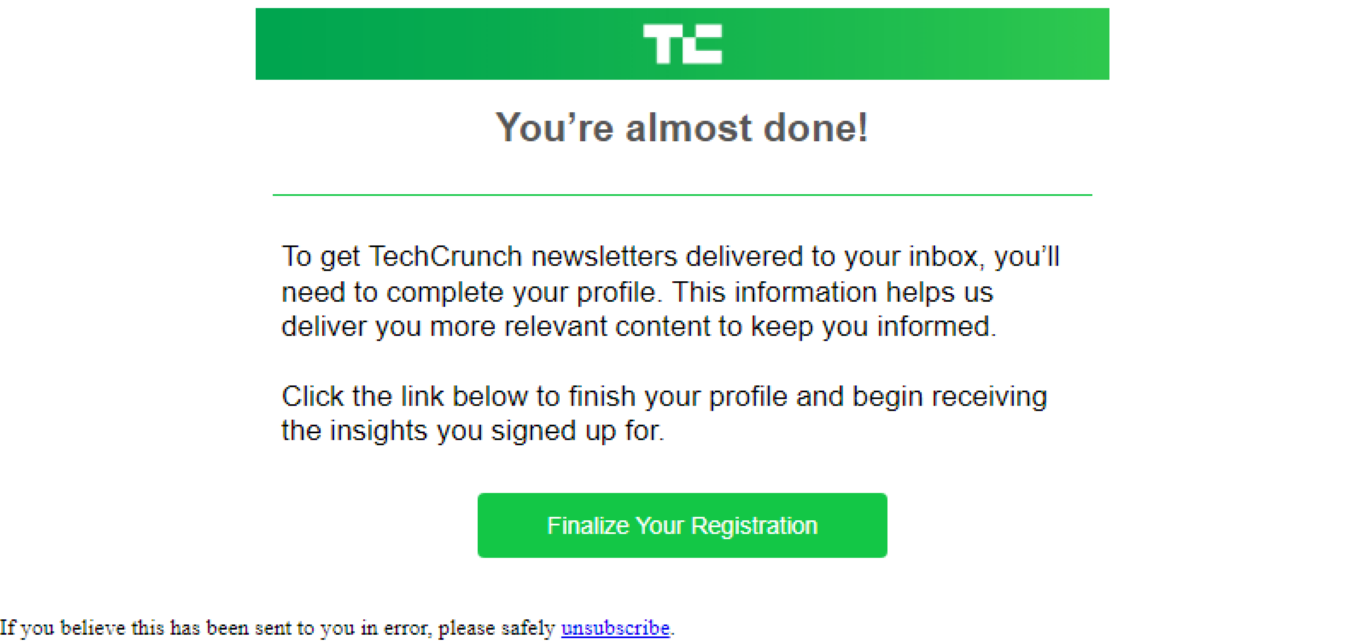 TC
You’re almost done!
To get TechCrunch newsletters delivered to your inbox, you’ll
need to complete your profile. This information helps us
deliver you more relevant content to keep you informed.
Click the link below to finish your profile and begin receiving
the insights you signed up for.
Finalize Your Registration
If you believe this has been sent to you in error, please safely unsubscribe.